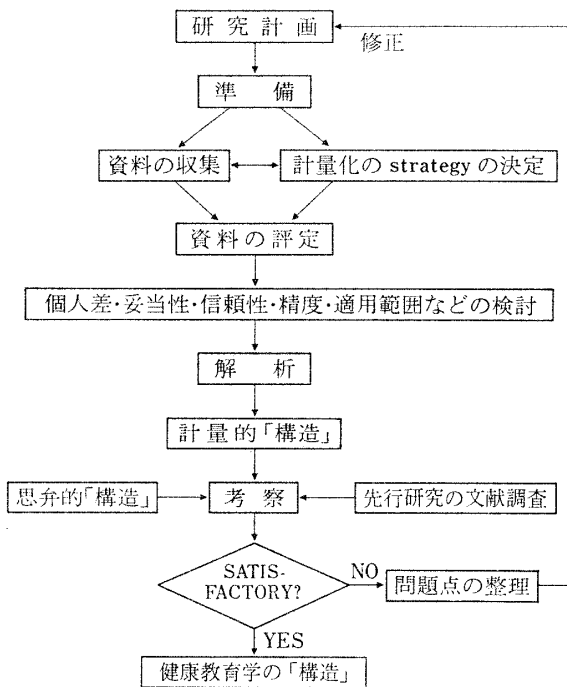 研究計画
修正
準備
資料の収集
計量化の strategy の決定
資料の評定
個人差・妥当性・信頼性・精度・適用範囲などの検討
解析
計量的「構造」
思弁的「構造」
考察
先行研究の文献調査
SATIS-
FACTORY?
NO
問題点の整理
YES
健康教育学の「構造」